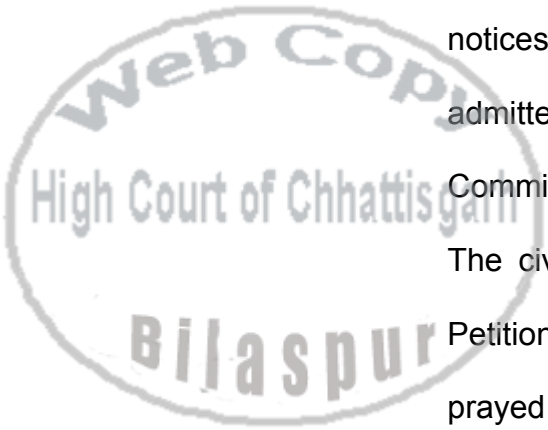 Web Copy
High Court of Chhattisgarh
Bilaspur
notices
admitte
Commi
The civ
Petition
prayed